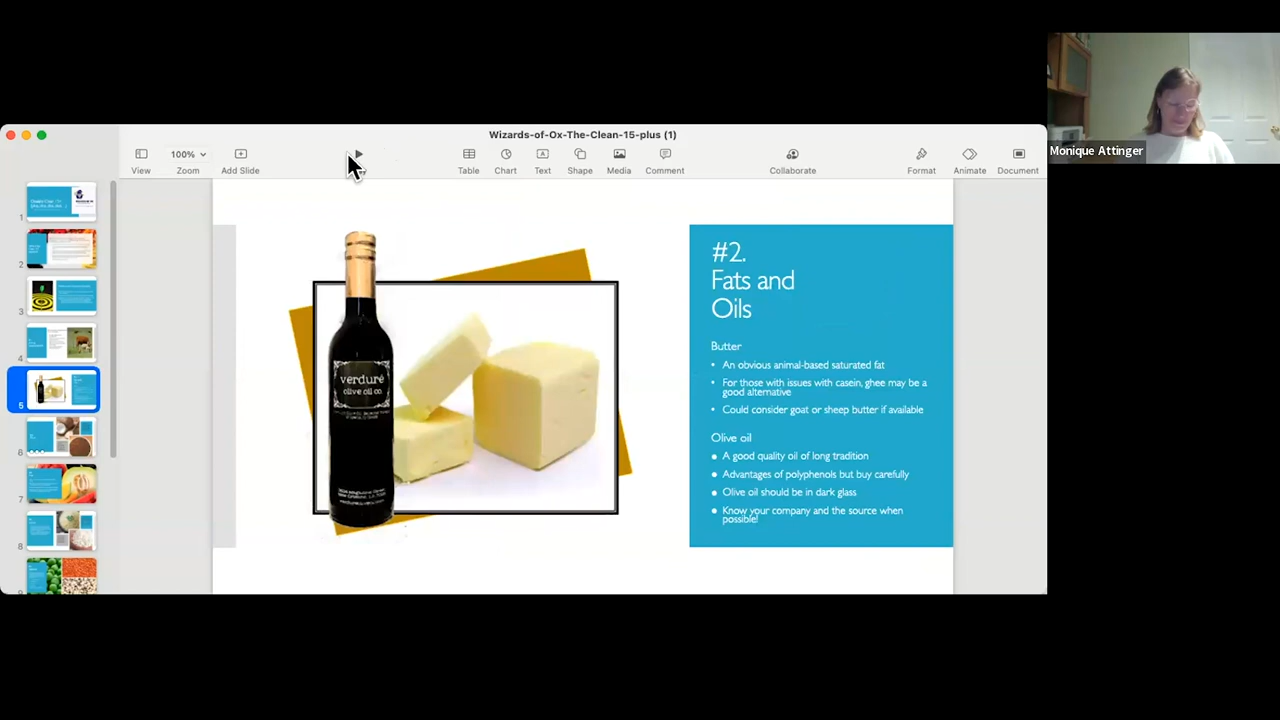 Wizards-of-Ox-The-Clean-15-plus (1)
100%
View
Zoom
Add Slide
Table
Chart
Text
Shape
Media
Comment
Collaborate
Format
Animate
Document
Monique Attinger
1
2
3
4
5
6
7
8
verduré
olive oil co.
#2.
Fats and
Oils
Butter
• An obvious animal-based saturated fat
• For those with issues with casein, ghee may be a
good alternative
• Could consider goat or sheep butter if available
Olive oil
• A good quality oil of long tradition
• Advantages of polyphenols but buy carefully
• Olive oil should be in dark glass
• Know your company and the source when
possible!